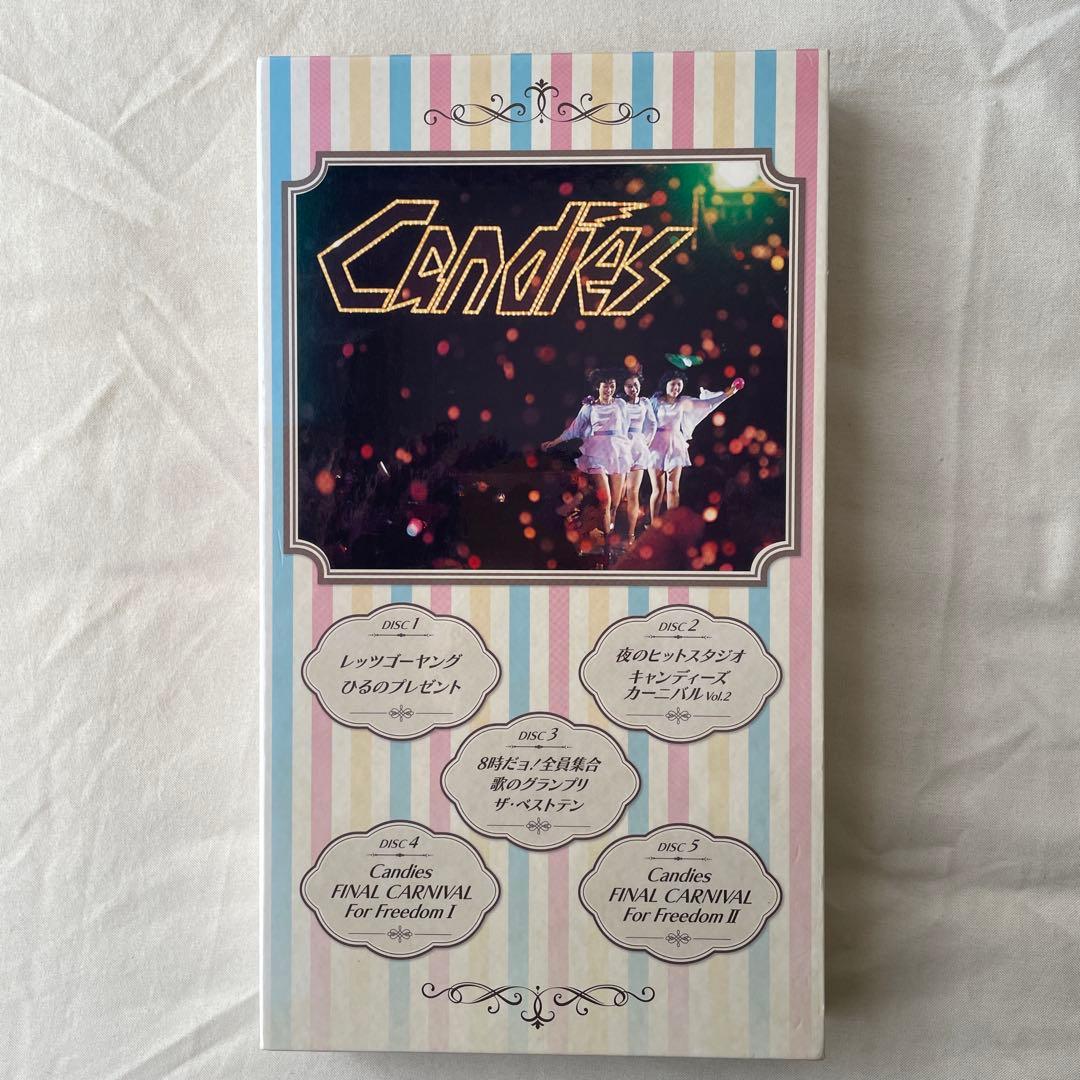 Candies
DISC 1
レッツゴーヤング
ひるのプレゼント
DISC 2
夜のヒットスタジオ
キャンディーズ
カーニバル Vol.2
DISC 3
8時だョ!全員集合
歌のグランプリ
ザ・ベストテン
DISC 4
Candies
FINAL CARNIVAL
For Freedom I
DISC 5
Candies
FINAL CARNIVAL
For Freedom II